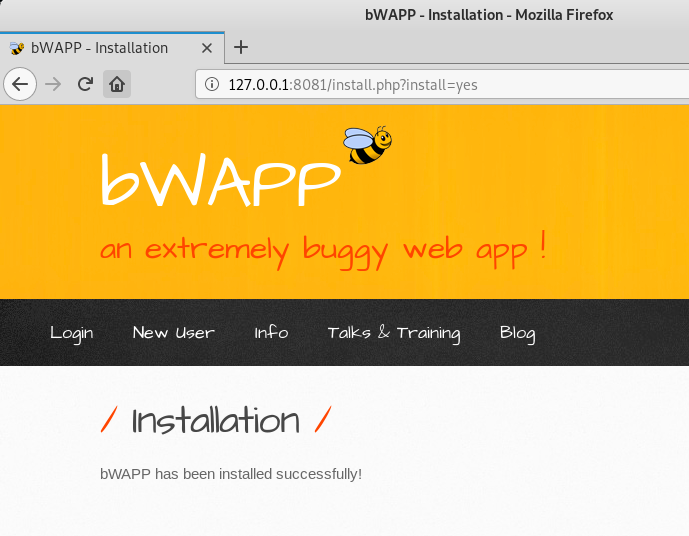 bWAPP - Installation - Mozilla Firefox
bWAPP - Installation
127.0.0.1:8081/install.php?install=yes
bWAPP
an extremely buggy web app !
Login New User Info Talks & Training Blog
/ Installation /
bWAPP has been installed successfully!